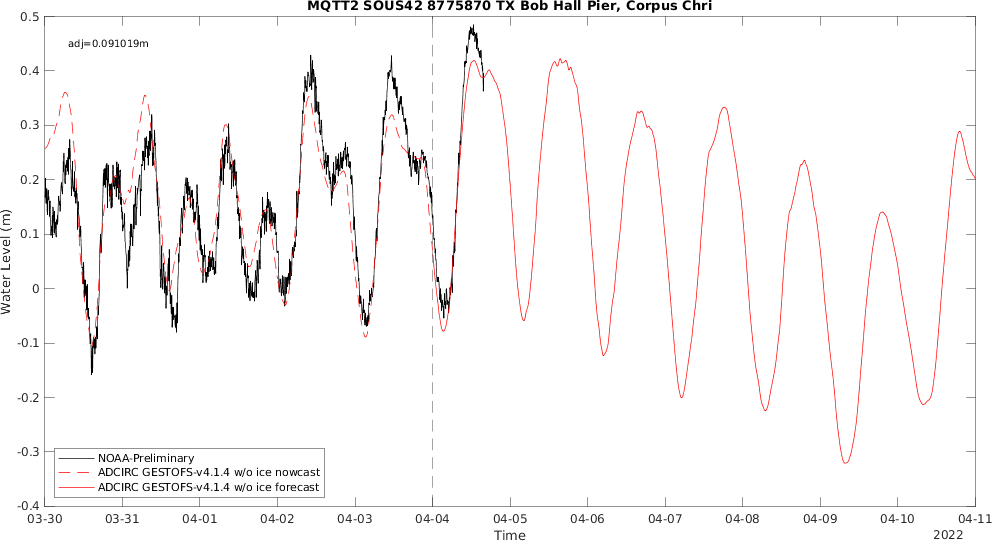 MQTT2 SOUS42 8775870 TX Bob Hall Pier, Corpus Chri
adj=0.091019m
0.5
0.4
0.3
0.2
0.1
0
-0.1
-0.2
-0.3
-0.4
Water Level (m)
NOAA-Preliminary
ADCIRC GESTOFS-v4.1.4 w/o ice nowcast
ADCIRC GESTOFS-v4.1.4 w/o ice forecast
03-30 03-31 04-01 04-02 04-03 04-04 04-05 04-06 04-07 04-08 04-09 04-10 04-11
Time
2022